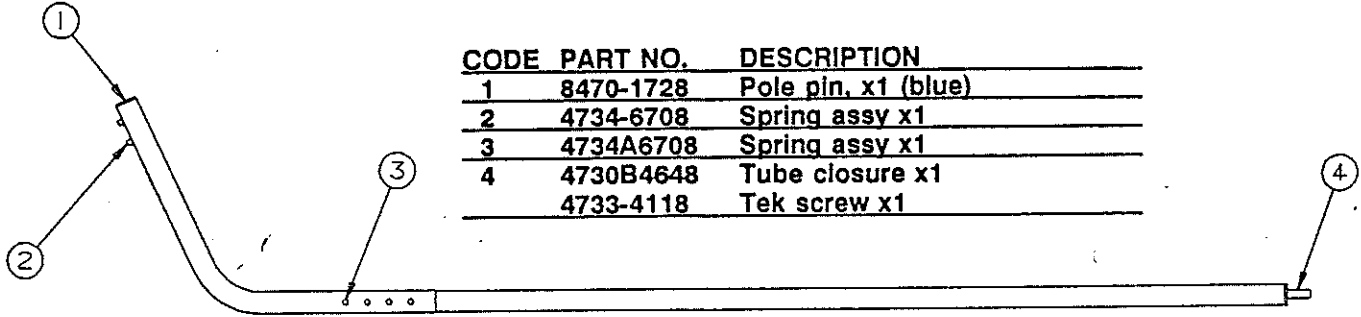 1
CODE PART NO. DESCRIPTION
1 8470-1728 Pole pin, x1 (blue)
2 4734-6708 Spring assy x1
3 4734A6708 Spring assy x1
4 4730B4648 Tube closure x1
4733-4118 Tek screw x1
3
4
2